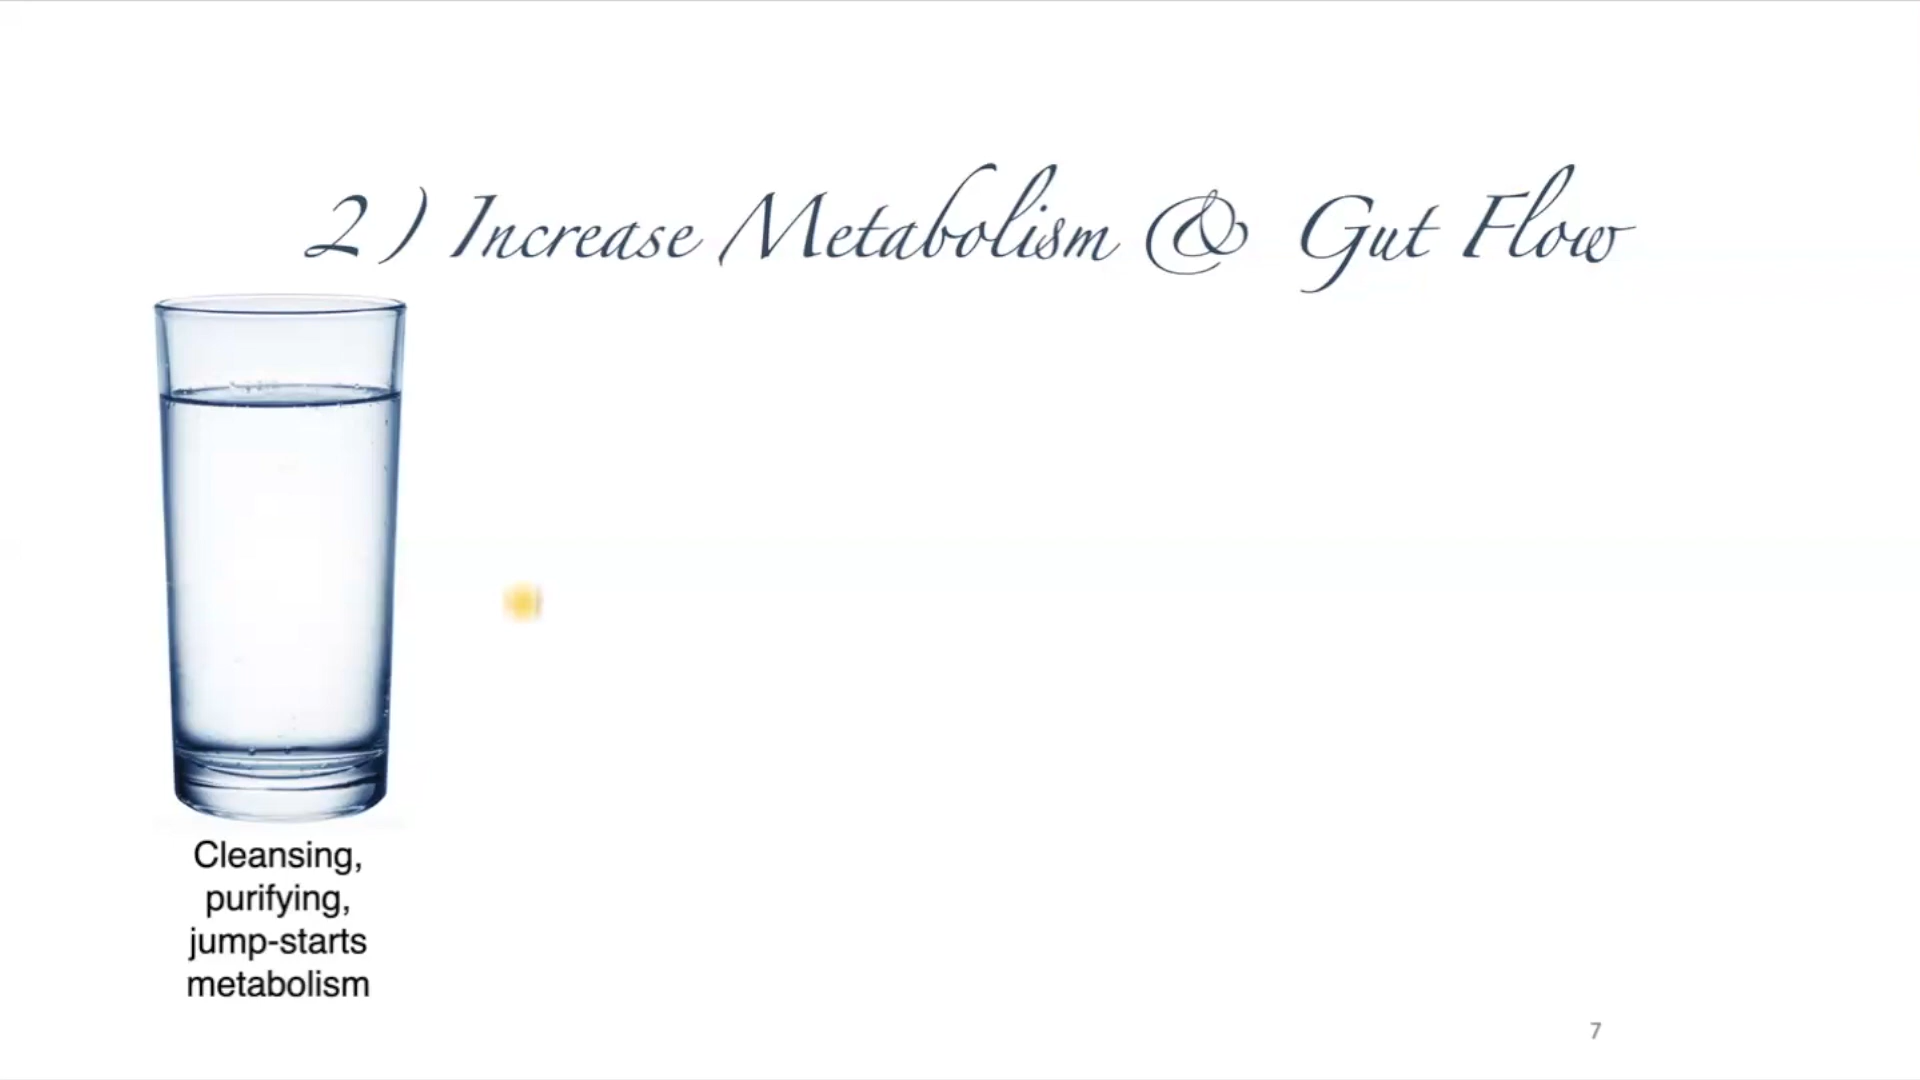 2) Increase Metabolism & Gut Flow
Cleansing,
purifying,
jump-starts
metabolism
7